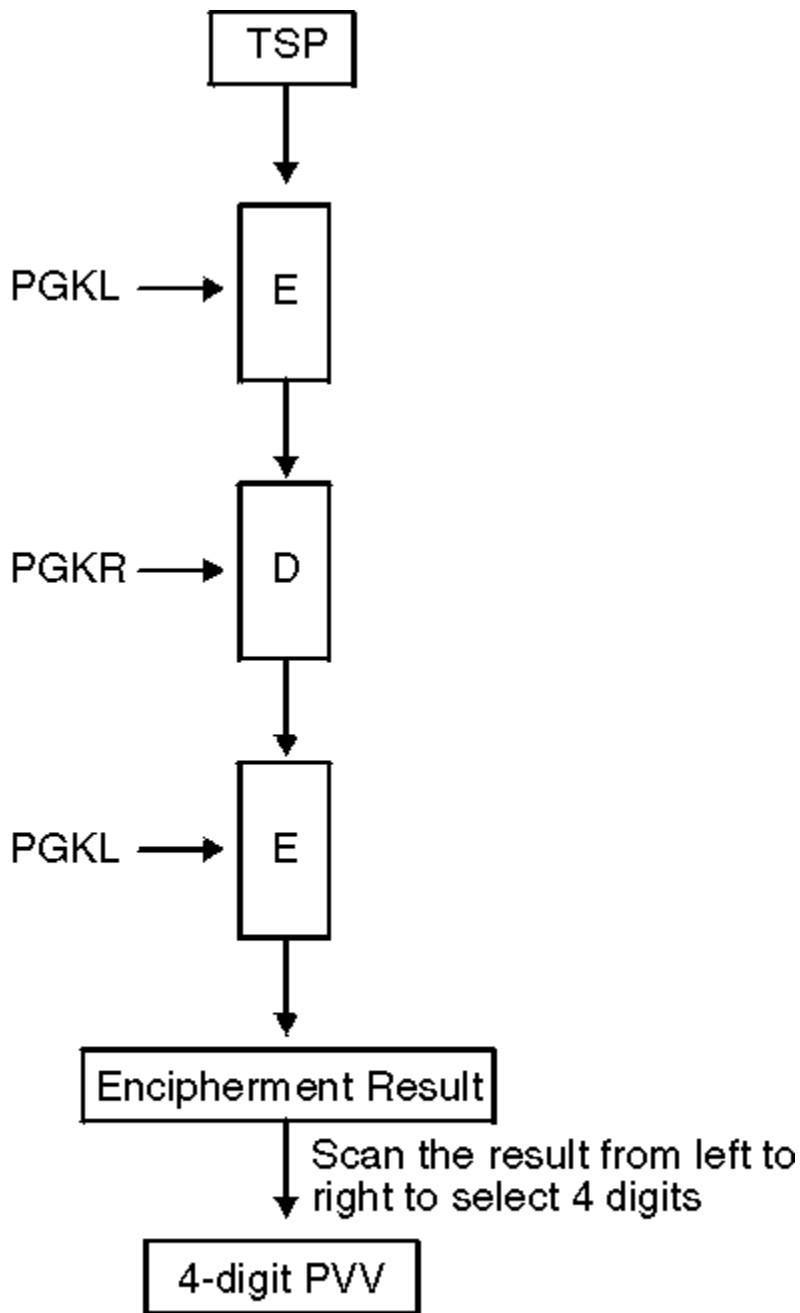 TSP
PGKL
E
PGKR
D
PGKL
E
Encipherment Result
Scan the result from left to
right to select 4 digits
4-digit PVV